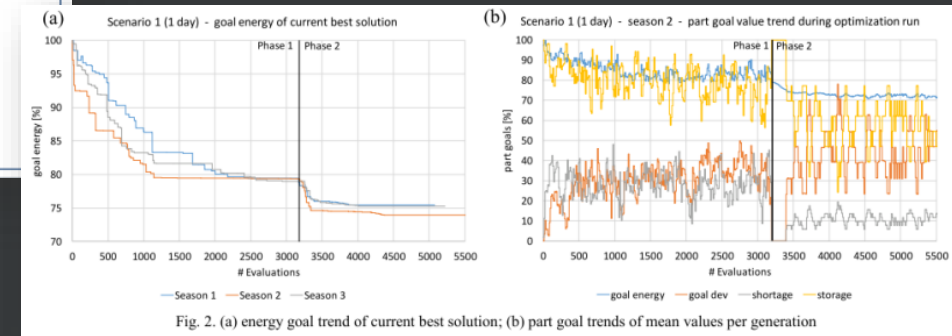 (a)
Scenario 1 (1 day) - goal energy of current best solution
Phase 1
Phase 2
goal energy [%]
100
95
90
85
80
75
70
0 500 1000 1500 2000 2500 3000 3500 4000 4500 5000 5500
# Evaluations
Season 1 Season 2 Season 3
(b)
Scenario 1 (1 day) - season 2 - part goal value trend during optimization run
Phase 1
Phase 2
part goals [%]
100
90
80
70
60
50
40
30
20
10
0
0 500 1000 1500 2000 2500 3000 3500 4000 4500 5000 5500
# Evaluations
goal energy goal dev shortage storage
Fig. 2. (a) energy goal trend of current best solution; (b) part goal trends of mean values per generation